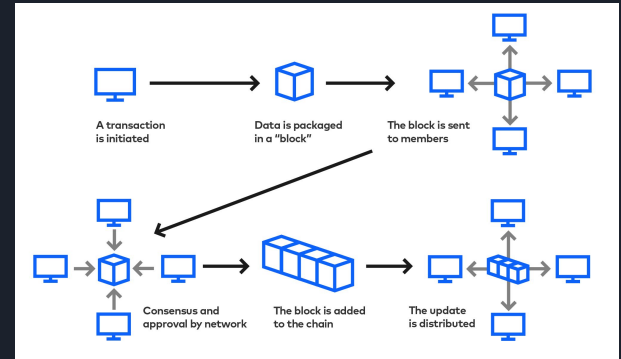 A transaction
is initiated
Data is packaged
in a “block”
The block is sent
to members
Consensus and
approval by network
The block is added
to the chain
The update
is distributed